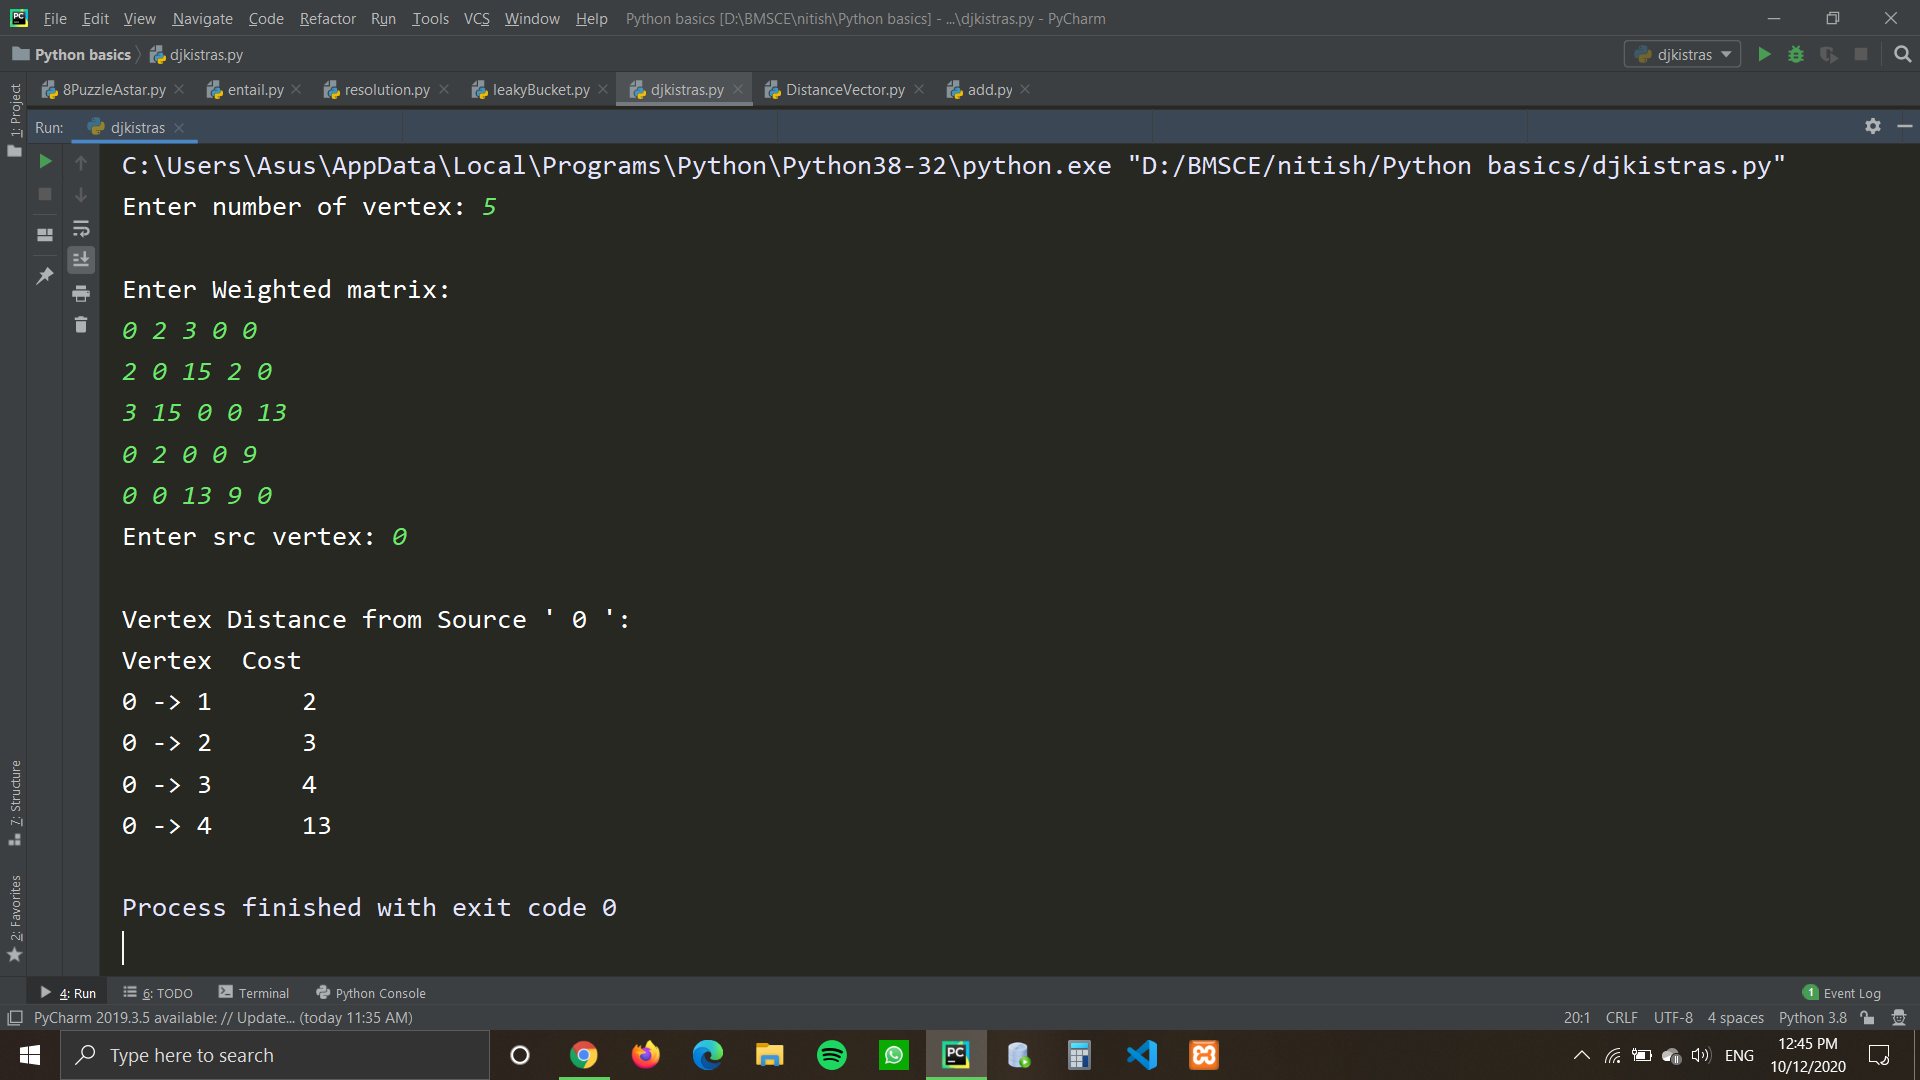 File Edit View Navigate Code Refactor Run Tools VCS Window Help Python basics [D:\BMSCE\nitish\Python basics] - ...\djkistras.py - PyCharm
Python basics djkistras.py djkistras
8PuzzleAstar.py entail.py resolution.py leakyBucket.py djkistras.py DistanceVector.py add.py
1: Project
Run: djkistras
C:\Users\Asus\AppData\Local\Programs\Python\Python38-32\python.exe "D:/BMSCE/nitish/Python basics/djkistras.py"
Enter number of vertex: 5
Enter Weighted matrix:
0 2 3 0 0
2 0 15 2 0
3 15 0 0 13
0 2 0 0 9
0 0 13 9 0
Enter src vertex: 0
Vertex Distance from Source ' 0 ':
Vertex  Cost
0 -> 1      2
0 -> 2      3
0 -> 3      4
0 -> 4      13
Process finished with exit code 0
7: Structure
2: Favorites
4: Run 6: TODO Terminal Python Console 1 Event Log
PyCharm 2019.3.5 available: // Update... (today 11:35 AM) 20:1 CRLF UTF-8 4 spaces Python 3.8
Type here to search PC ENG 12:45 PM
10/12/2020